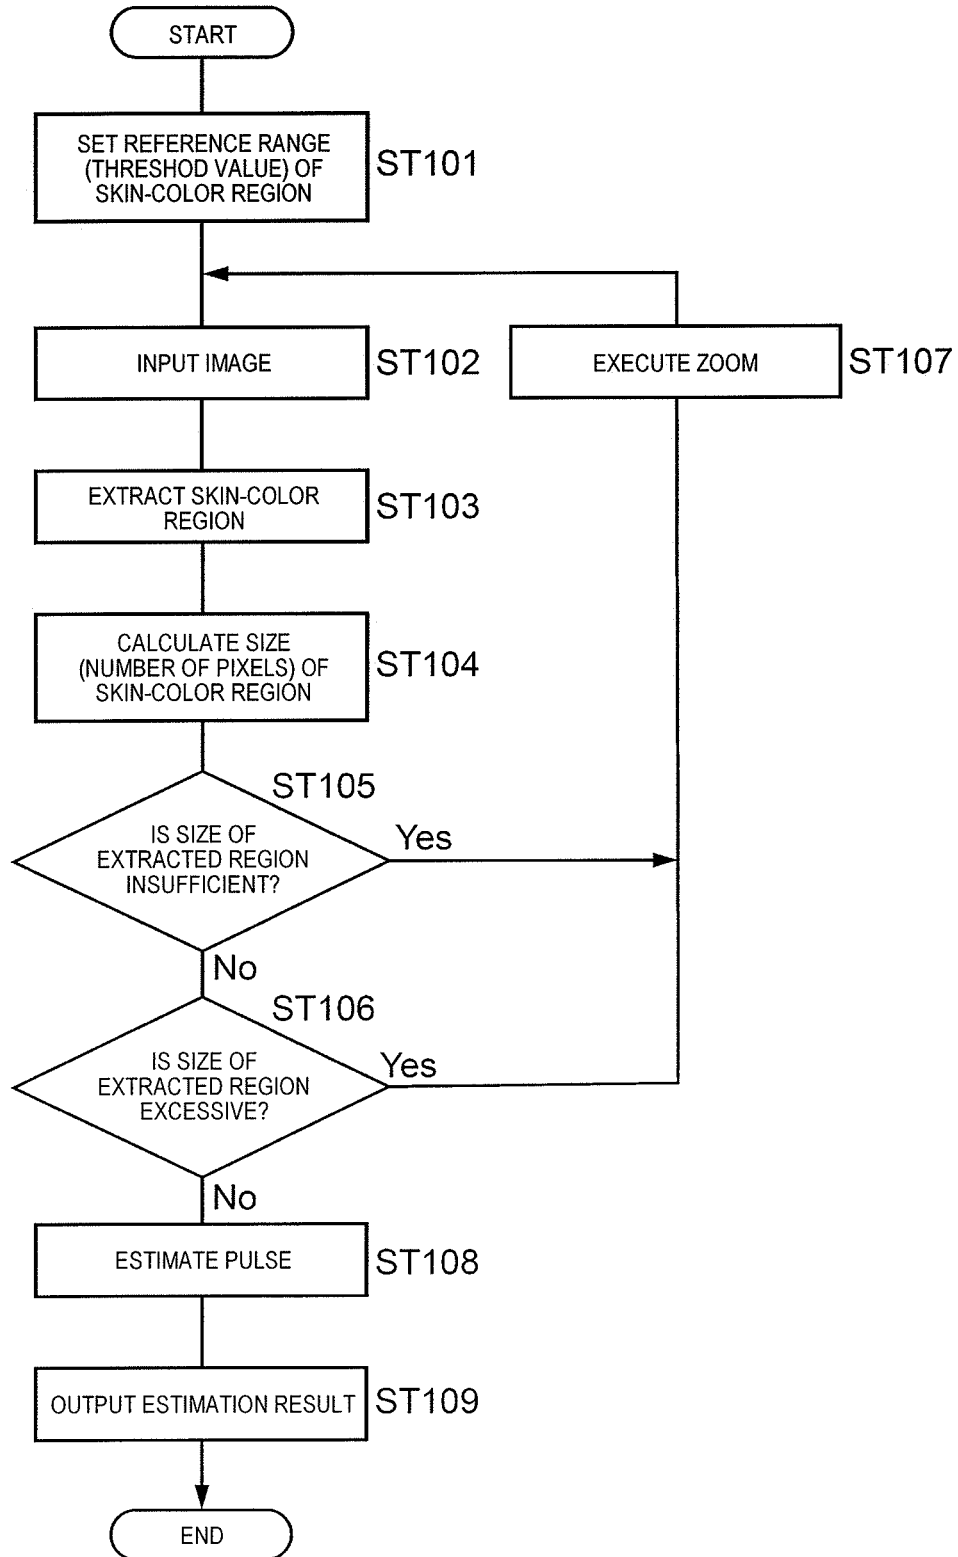 START
SET REFERENCE RANGE
(THRESHOD VALUE) OF
SKIN-COLOR REGION
ST101
INPUT IMAGE
ST102
EXECUTE ZOOM
ST107
EXTRACT SKIN-COLOR
REGION
ST103
CALCULATE SIZE
(NUMBER OF PIXELS) OF
SKIN-COLOR REGION
ST104
ST105
IS SIZE OF
EXTRACTED REGION
INSUFFICIENT?
Yes
No
ST106
IS SIZE OF
EXTRACTED REGION
EXCESSIVE?
Yes
No
ESTIMATE PULSE
ST108
OUTPUT ESTIMATION RESULT
ST109
END